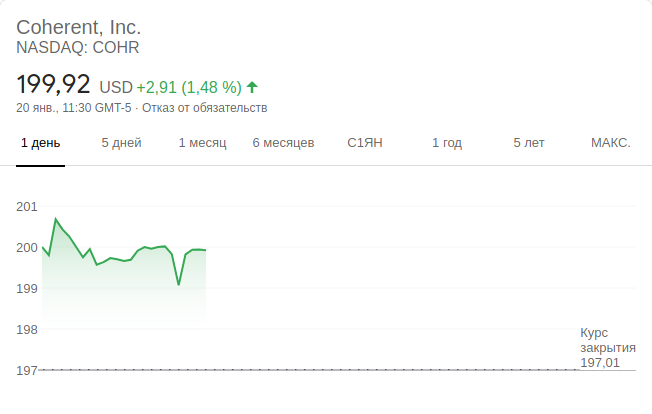 Coherent, Inc.
NASDAQ: COHR
199,92 USD +2,91 (1,48 %)
20 янв., 11:30 GMT-5 · Отказ от обязательств
1 день 5 дней 1 месяц 6 месяцев С1ЯН 1 год 5 лет МАКС.
201
200
199
198
Курс
закрытия
197,01
197